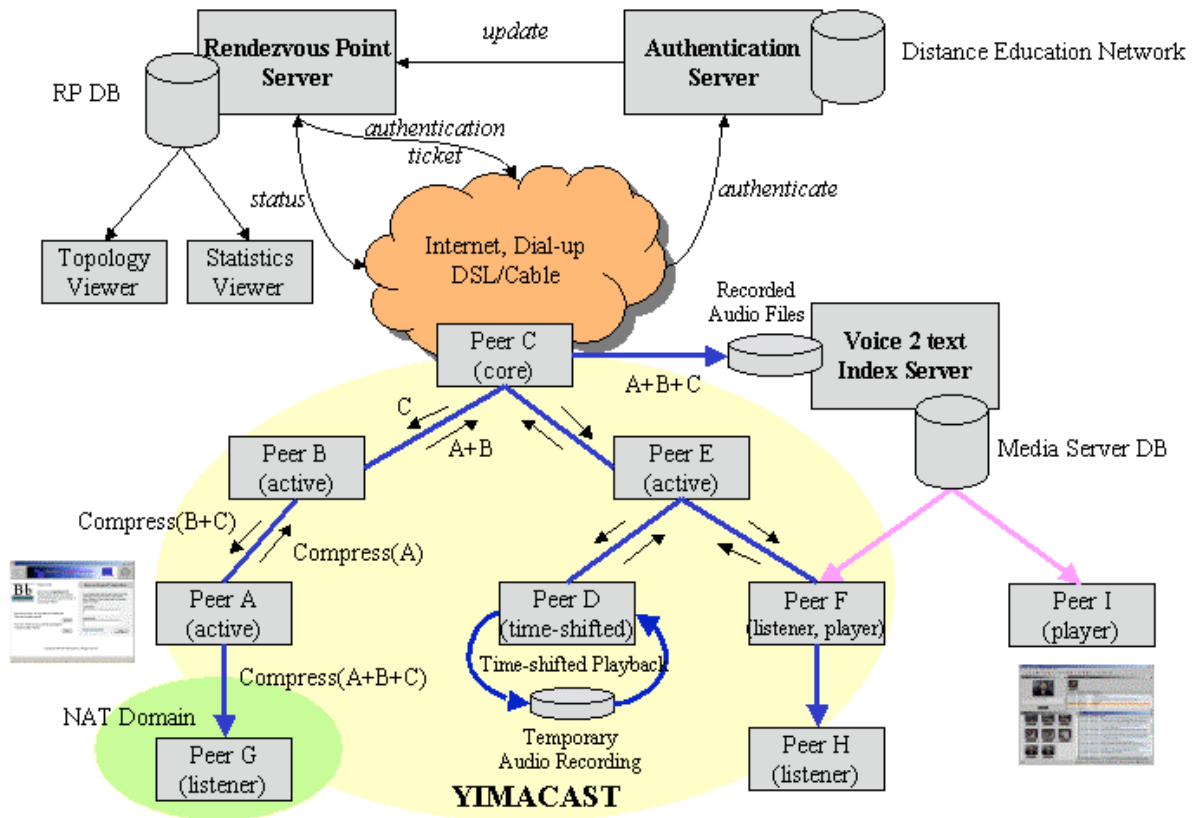 Rendezvous Point
Server
update
Authentication
Server
Distance Education Network
RP DB
authentication
ticket
status
authenticate
Topology
Viewer
Statistics
Viewer
Internet, Dial-up
DSL/Cable
Recorded
Audio Files
Peer C
(core)
Voice 2 text
Index Server
A+B+C
C
A+B
Peer B
(active)
Peer E
(active)
Media Server DB
Compress(B+C)
Compress(A)
Bb
Peer A
(active)
Peer D
(time-shifted)
Peer F
(listener, player)
Peer I
(player)
Time-shifted Playback
Compress(A+B+C)
NAT Domain
Peer G
(listener)
Temporary
Audio Recording
Peer H
(listener)
YIMACAST